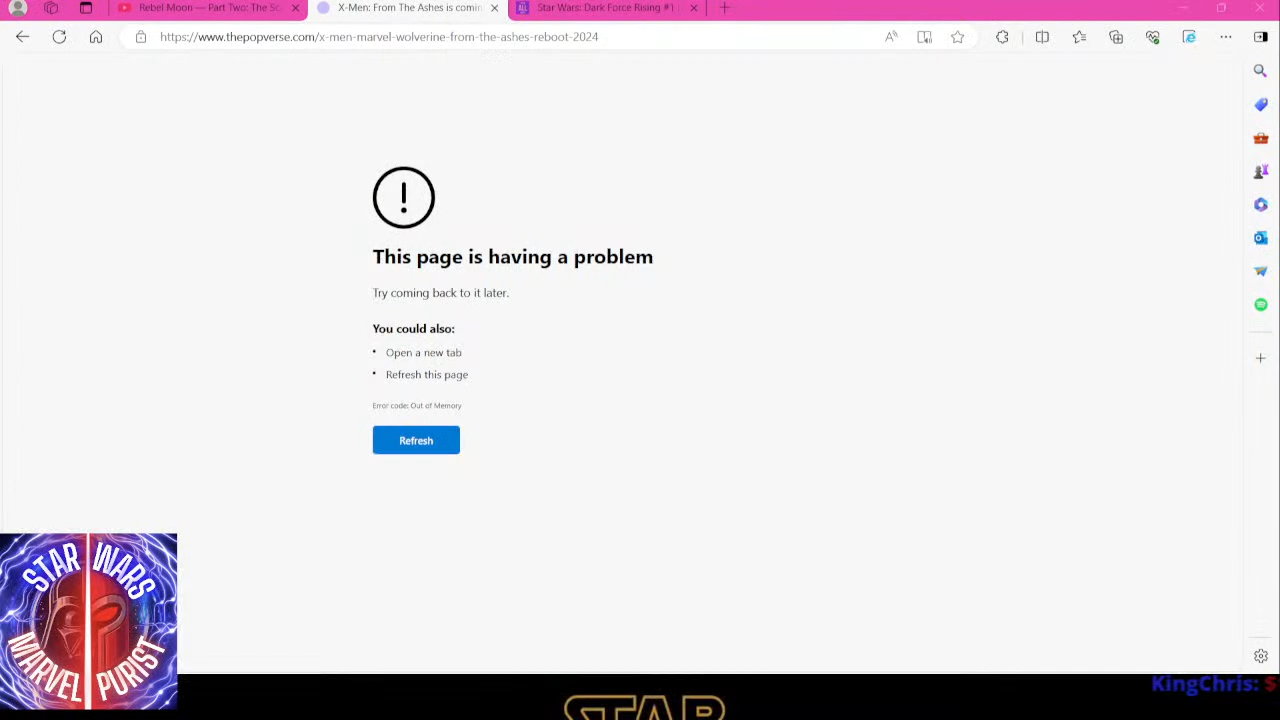 Rebel Moon — Part Two: The Sc
X-Men: From The Ashes is comin
Star Wars: Dark Force Rising #1
https://www.thepopverse.com/x-men-marvel-wolverine-from-the-ashes-reboot-2024
This page is having a problem
Try coming back to it later.
You could also:
• Open a new tab
• Refresh this page
Error code: Out of Memory
Refresh
STAR WARS
MARVEL PURIST
KingChris: $
STAR